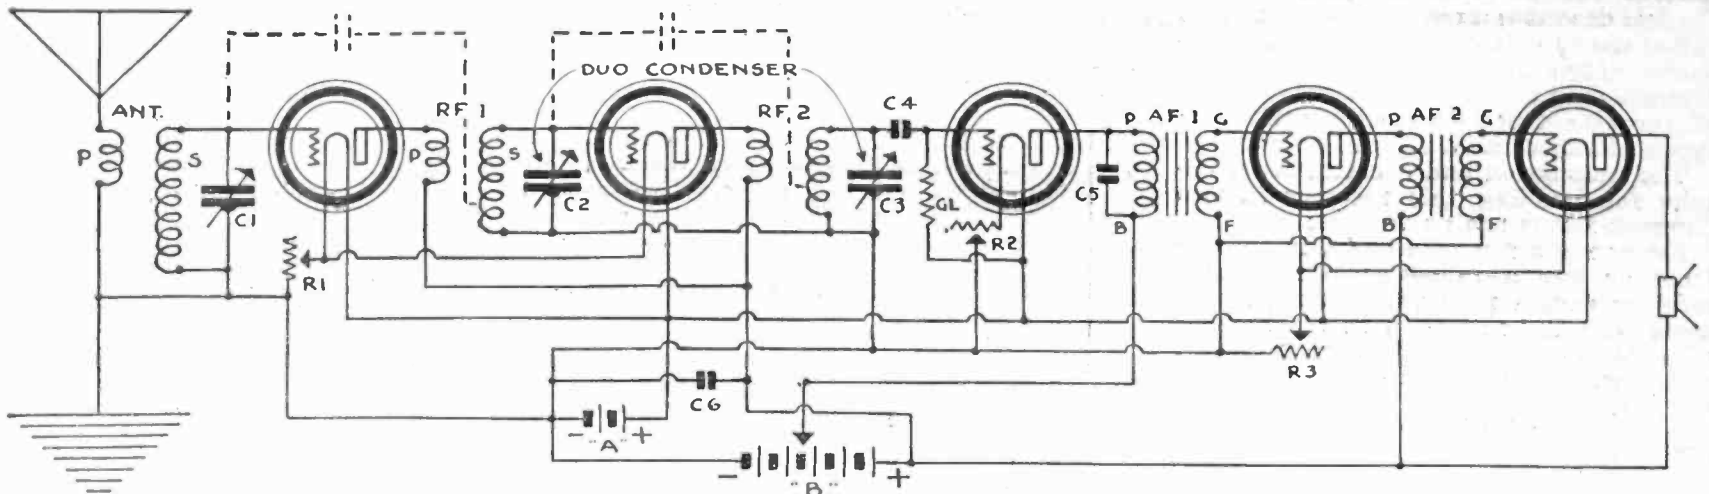 DUO CONDENSER
ANT.
P
S
C1
R1
RF 1
P
S
C2
RF 2
C3
C4
GL
R2
C5
P AF 1 G
B F
P AF 2 G
B F
R3
C6
- "A" +
- "B" +